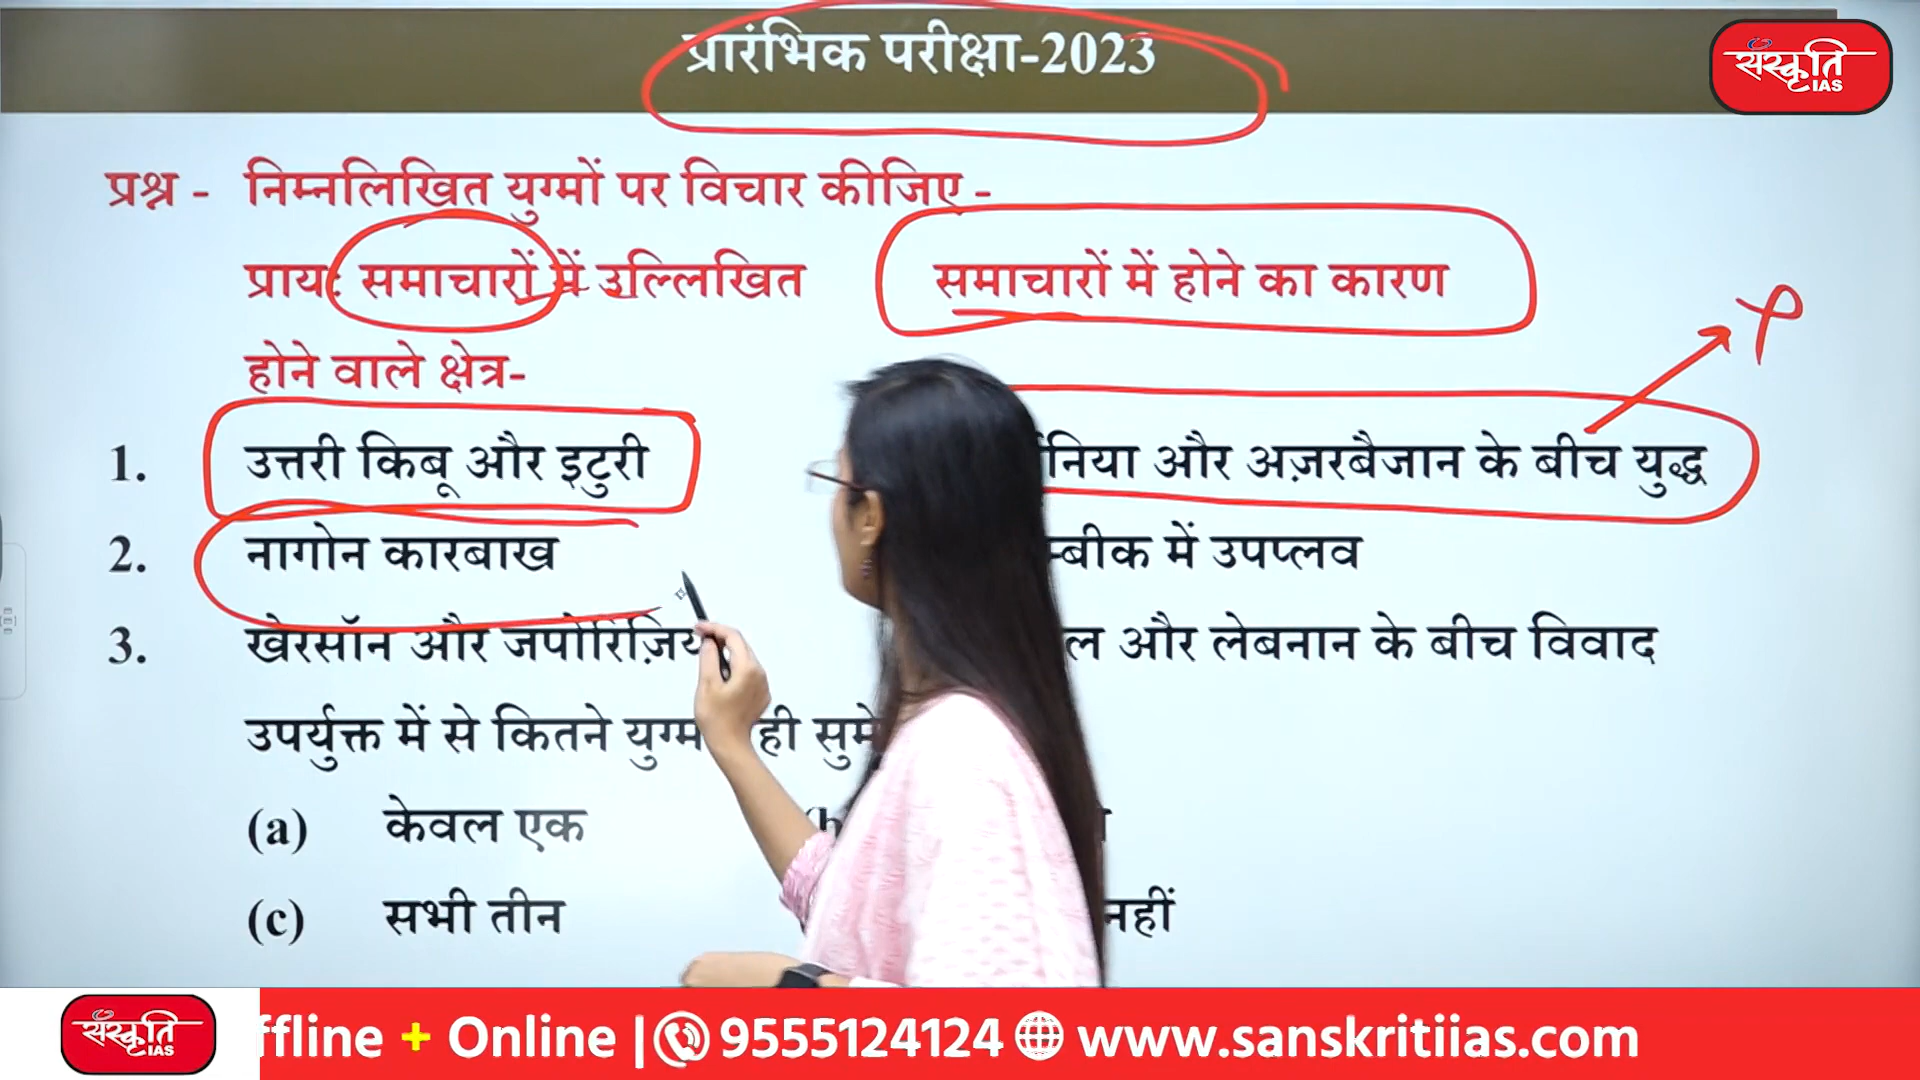 प्रारंभिक परीक्षा-2023
संस्कृति
IAS
प्रश्न - निम्नलिखित युग्मों पर विचार कीजिए -
प्राय: समाचारों में उल्लिखित समाचारों में होने का कारण
होने वाले क्षेत्र-
1. उत्तरी किबू और इटुरी और अज़रबैजान के बीच युद्ध
2. नागोन कारबाख में उपप्लव
3. खेरसॉन और और लेबनान के बीच विवाद
उपर्युक्त में से कितने युग्म ही
(a) केवल एक
(c) सभी तीन नहीं
संस्कृति
IAS
ffline + Online | 9555124124 www.sanskritiias.com